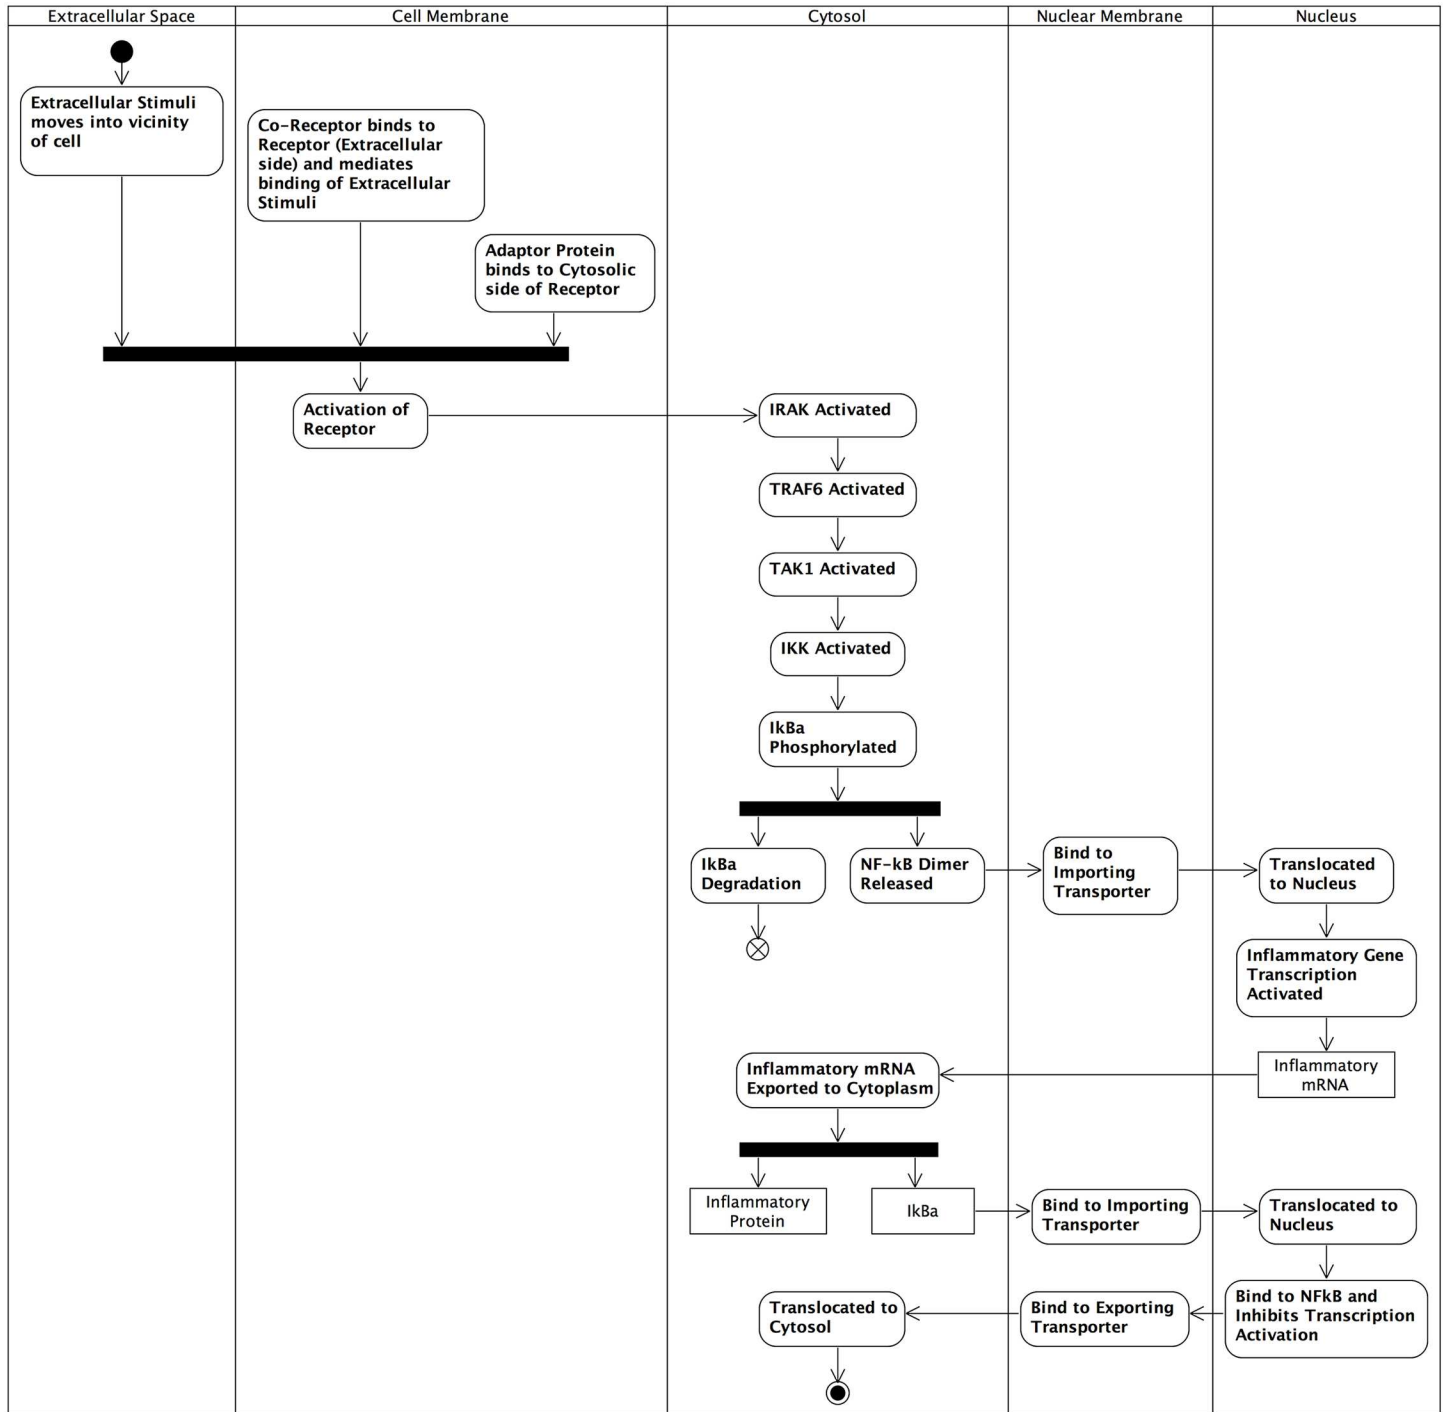 Extracellular Space
Cell Membrane
Cytosol
Nuclear Membrane
Nucleus
Extracellular Stimuli
moves into vicinity
of cell
Co-Receptor binds to
Receptor (Extracellular
side) and mediates
binding of Extracellular
Stimuli
Adaptor Protein
binds to Cytosolic
side of Receptor
Activation of
Receptor
IRAK Activated
TRAF6 Activated
TAK1 Activated
IKK Activated
IkBa
Phosphorylated
IkBa
Degradation
NF-kB Dimer
Released
Bind to
Importing
Transporter
Translocated
to Nucleus
Inflammatory Gene
Transcription
Activated
Inflammatory
mRNA
Inflammatory mRNA
Exported to Cytoplasm
Inflammatory
Protein
IkBa
Bind to Importing
Transporter
Translocated to
Nucleus
Bind to NFkB and
Inhibits Transcription
Activation
Bind to Exporting
Transporter
Translocated to
Cytosol